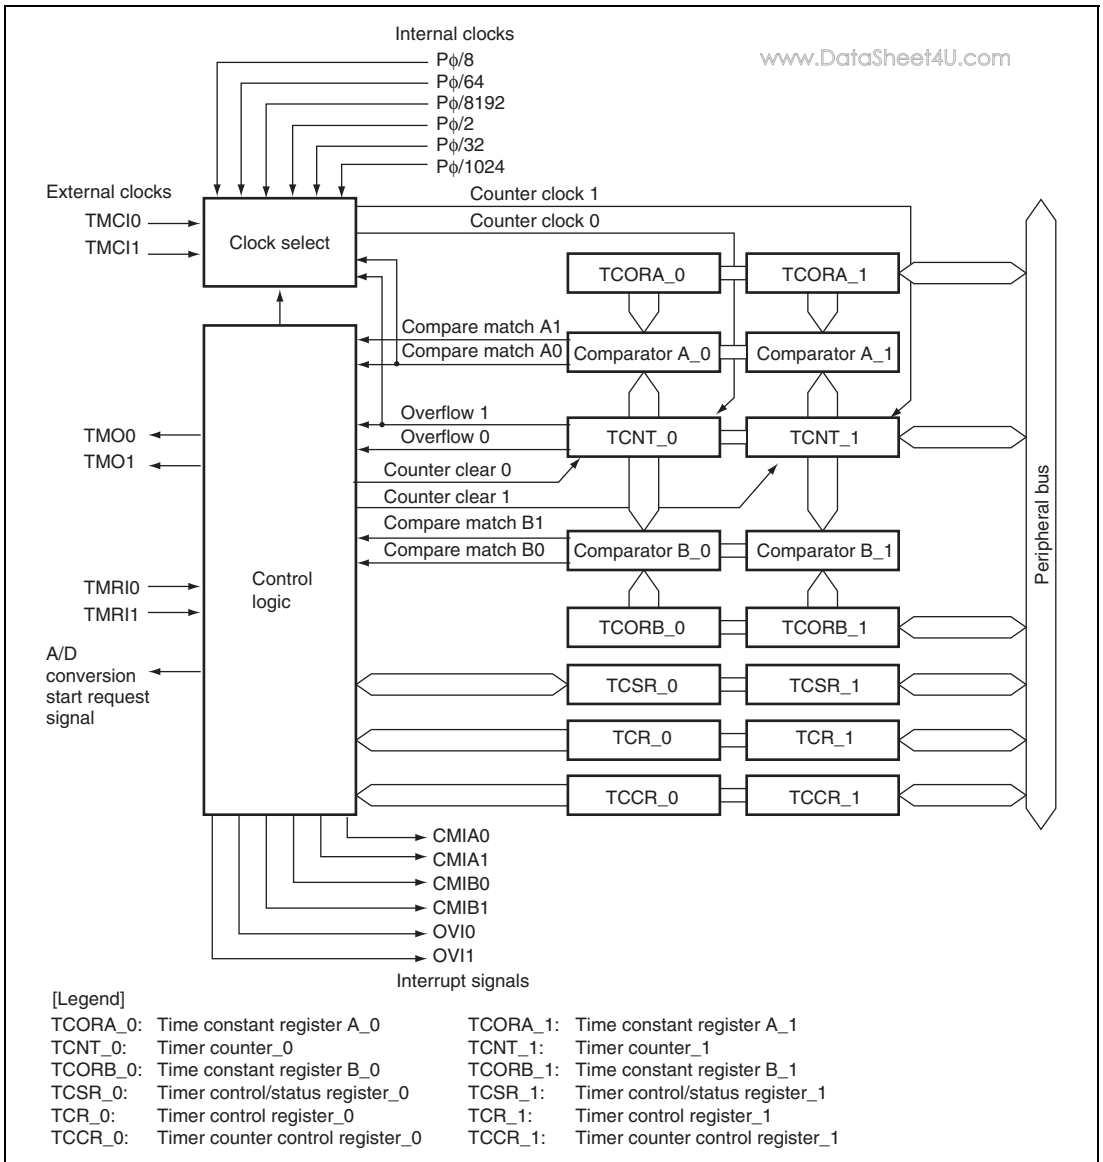 Internal clocks
www.DataSheet4U.com
Pϕ/8
Pϕ/64
Pϕ/8192
Pϕ/2
Pϕ/32
Pϕ/1024
External clocks
TMCI0
TMCI1
Clock select
Counter clock 1
Counter clock 0
TCORA_0
TCORA_1
Compare match A1
Compare match A0
Comparator A_0
Comparator A_1
Overflow 1
Overflow 0
TCNT_0
TCNT_1
TMO0
TMO1
Counter clear 0
Counter clear 1
Compare match B1
Compare match B0
Comparator B_0
Comparator B_1
Peripheral bus
Control
logic
TMRI0
TMRI1
TCORB_0
TCORB_1
A/D
conversion
start request
signal
TCSR_0
TCSR_1
TCR_0
TCR_1
TCCR_0
TCCR_1
CMIA0
CMIA1
CMIB0
CMIB1
OVI0
OVI1
Interrupt signals
[Legend]
TCORA_0: Time constant register A_0 TCORA_1: Time constant register A_1
TCNT_0: Timer counter_0 TCNT_1: Timer counter_1
TCORB_0: Time constant register B_0 TCORB_1: Time constant register B_1
TCSR_0: Timer control/status register_0 TCSR_1: Timer control/status register_1
TCR_0: Timer control register_0 TCR_1: Timer control register_1
TCCR_0: Timer counter control register_0 TCCR_1: Timer counter control register_1